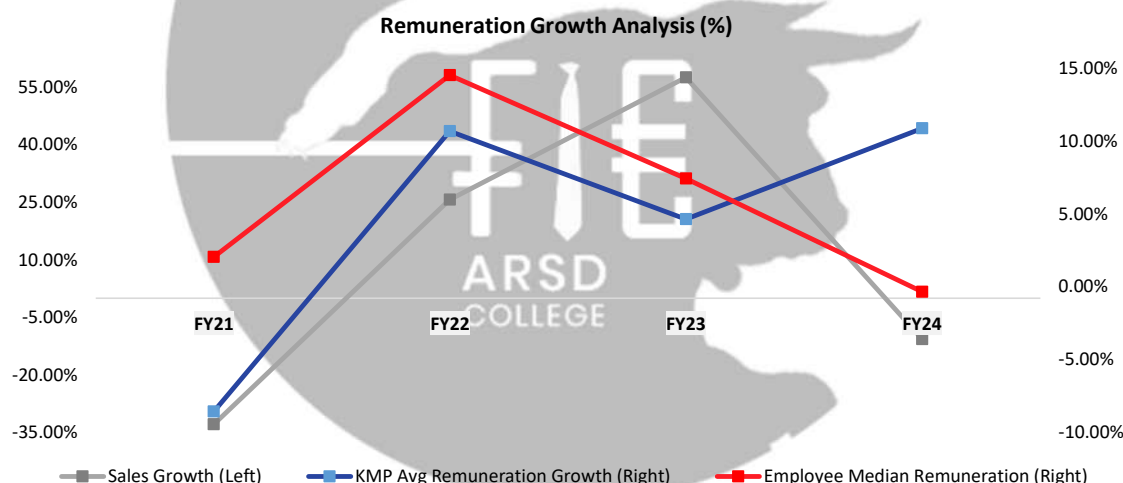 Remuneration Growth Analysis (%)
55.00%
40.00%
25.00%
10.00%
-5.00%
-20.00%
-35.00%
15.00%
10.00%
5.00%
0.00%
-5.00%
-10.00%
ARSD
COLLEGE
FY21 FY22 FY23 FY24
Sales Growth (Left) KMP Avg Remuneration Growth (Right) Employee Median Remuneration (Right)